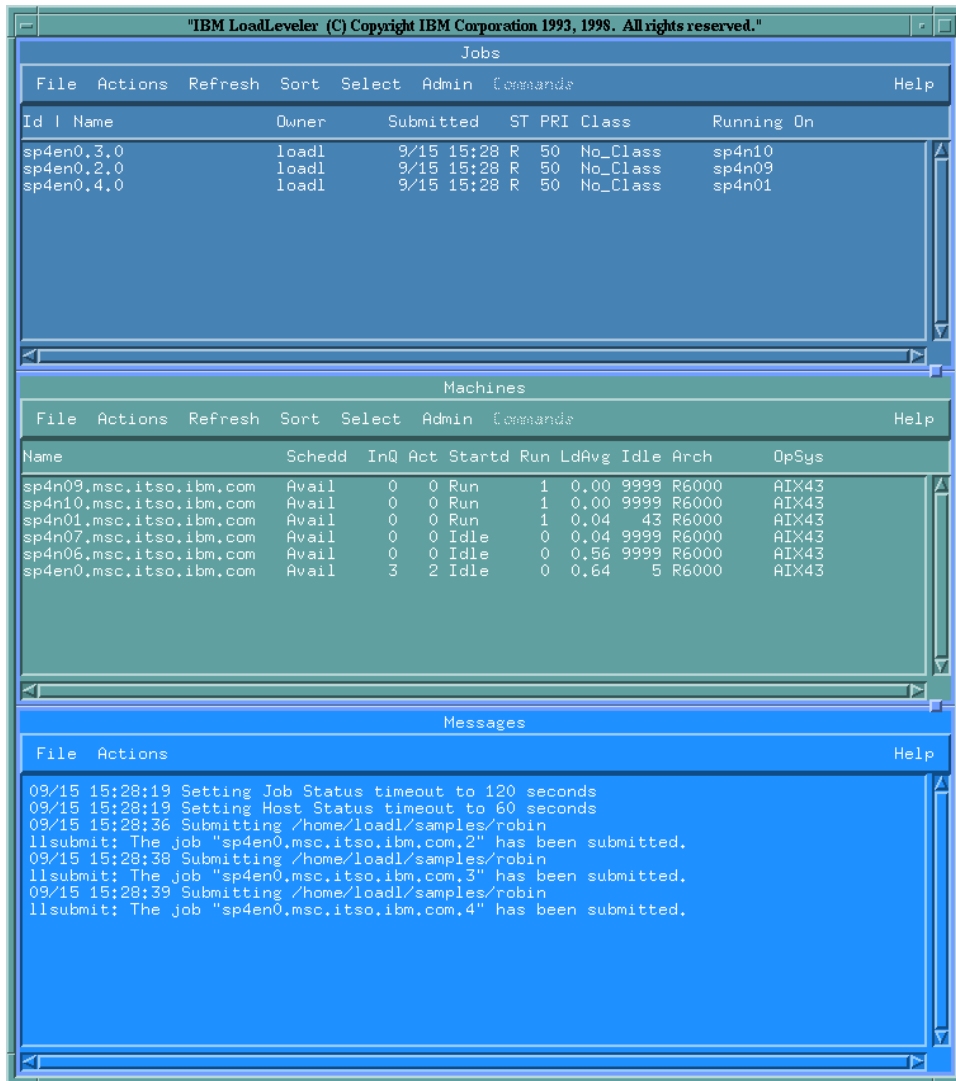 "IBM LoadLeveler (C) Copyright IBM Corporation 1993, 1998. All rights reserved."
Jobs
File Actions Refresh Sort Select Admin Commands Help
Id | Name Owner Submitted ST PRI Class Running On
sp4en0.3.0 loadl 9/15 15:28 R 50 No_Class sp4n10
sp4en0.2.0 loadl 9/15 15:28 R 50 No_Class sp4n09
sp4en0.4.0 loadl 9/15 15:28 R 50 No_Class sp4n01
Machines
File Actions Refresh Sort Select Admin Commands Help
Name Schedd InQ Act Startd Run LdAvg Idle Arch OpSys
sp4n09.msc.itso.ibm.com Avail 0 0 Run 1 0.00 9999 R6000 AIX43
sp4n10.msc.itso.ibm.com Avail 0 0 Run 1 0.00 9999 R6000 AIX43
sp4n01.msc.itso.ibm.com Avail 0 0 Run 1 0.04 43 R6000 AIX43
sp4n07.msc.itso.ibm.com Avail 0 0 Idle 0 0.04 9999 R6000 AIX43
sp4n06.msc.itso.ibm.com Avail 0 0 Idle 0 0.56 9999 R6000 AIX43
sp4en0.msc.itso.ibm.com Avail 3 2 Idle 0 0.64 5 R6000 AIX43
Messages
File Actions Help
09/15 15:28:19 Setting Job Status timeout to 120 seconds
09/15 15:28:19 Setting Host Status timeout to 60 seconds
09/15 15:28:36 Submitting /home/loadl/samples/robin
llsubmit: The job "sp4en0.msc.itso.ibm.com.2" has been submitted.
09/15 15:28:38 Submitting /home/loadl/samples/robin
llsubmit: The job "sp4en0.msc.itso.ibm.com.3" has been submitted.
09/15 15:28:39 Submitting /home/loadl/samples/robin
llsubmit: The job "sp4en0.msc.itso.ibm.com.4" has been submitted.